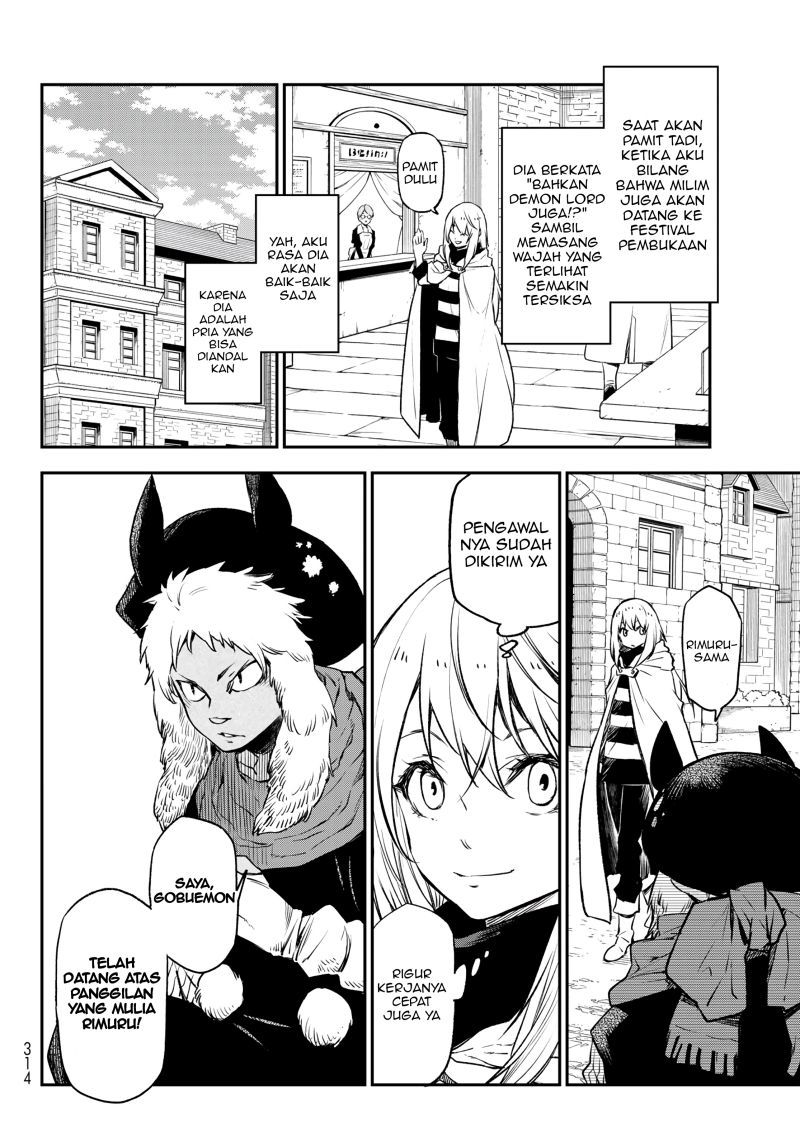 SAAT AKAN
PAMIT TADI,
KETIKA AKU
BILANG
BAHWA MILIM
JUGA AKAN
DATANG KE
FESTIVAL
PEMBUKAAN
DIA BERKATA
"BAHKAN
DEMON LORD
JUGA!?"
SAMBIL
MEMASANG
WAJAH YANG
TERLIHAT
SEMAKIN
TERSIKSA
PAMIT
DULU
YAH, AKU
RASA DIA
AKAN
BAIK-BAIK
SAJA
KARENA
DIA
ADALAH
PRIA YANG
BISA
DIANDAL
KAN
RIMURU-
SAMA
PENGAWAL
NYA SUDAH
DIKIRIM YA
RIGUR
KERJANYA
CEPAT
JUGA YA
SAYA,
GOBUEMON
TELAH
DATANG ATAS
PANGGILAN
YANG MULIA
RIMURU!
314